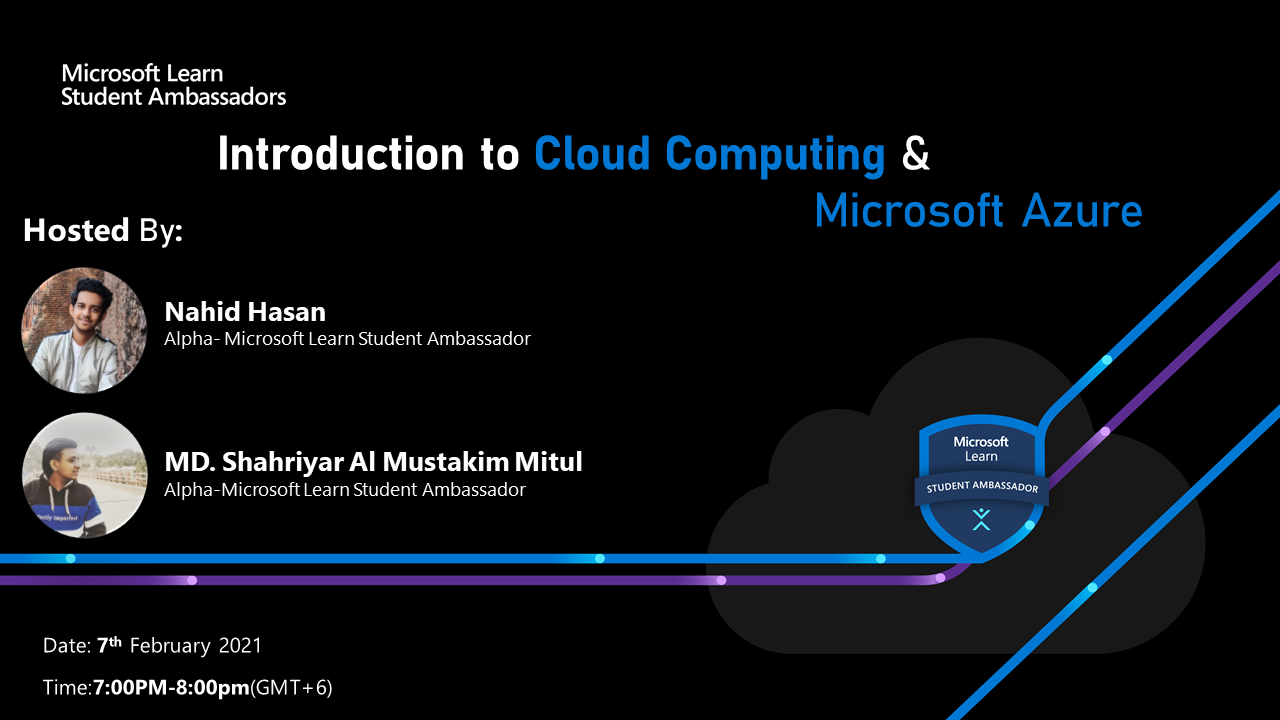 Microsoft Learn
Student Ambassadors
Introduction to Cloud Computing &
Microsoft Azure
Hosted By:
Nahid Hasan
Alpha- Microsoft Learn Student Ambassador
MD. Shahriyar Al Mustakim Mitul
Alpha-Microsoft Learn Student Ambassador
Microsoft
Learn
STUDENT AMBASSADOR
Date: 7th February 2021
Time:7:00PM-8:00pm(GMT+6)